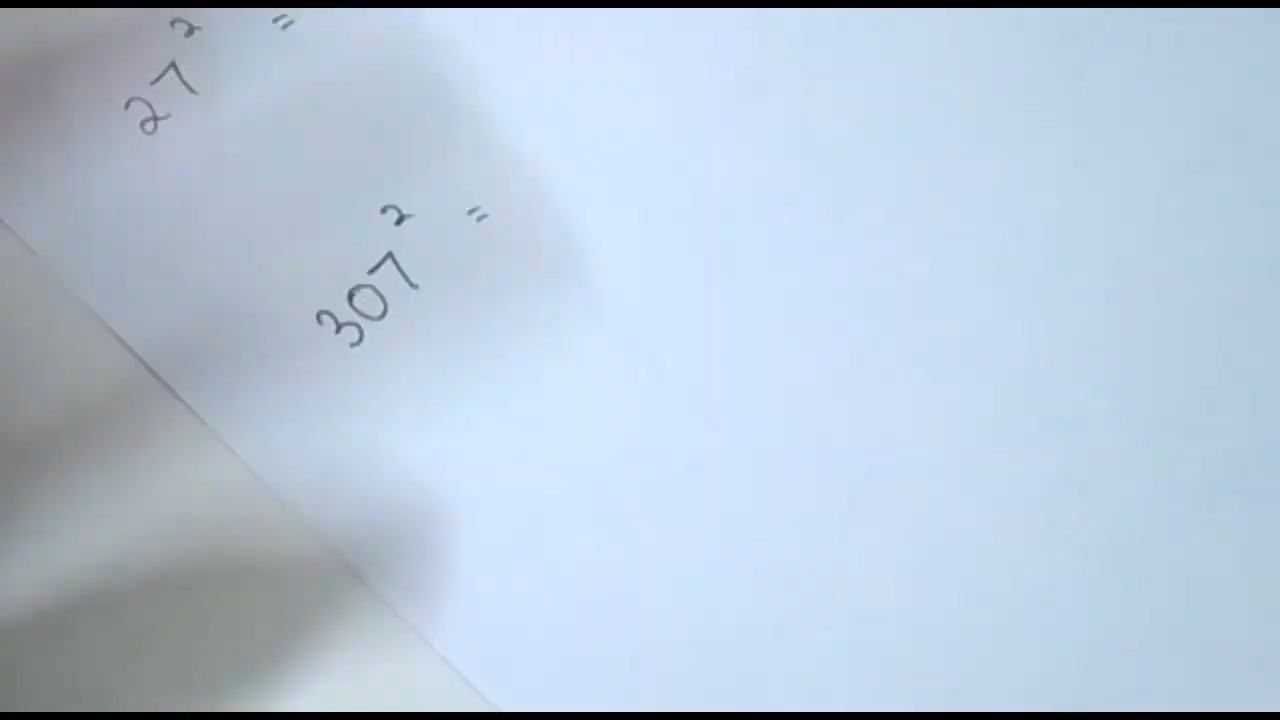 27² =
307² =